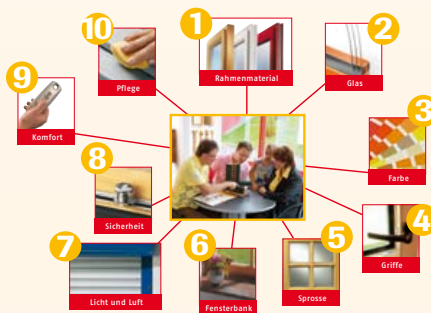 1
Rahmenmaterial
2
Glas
3
Farbe
4
Griffe
5
Sprosse
6
Fensterbank
7
Licht und Luft
8
Sicherheit
9
Komfort
10
Pflege